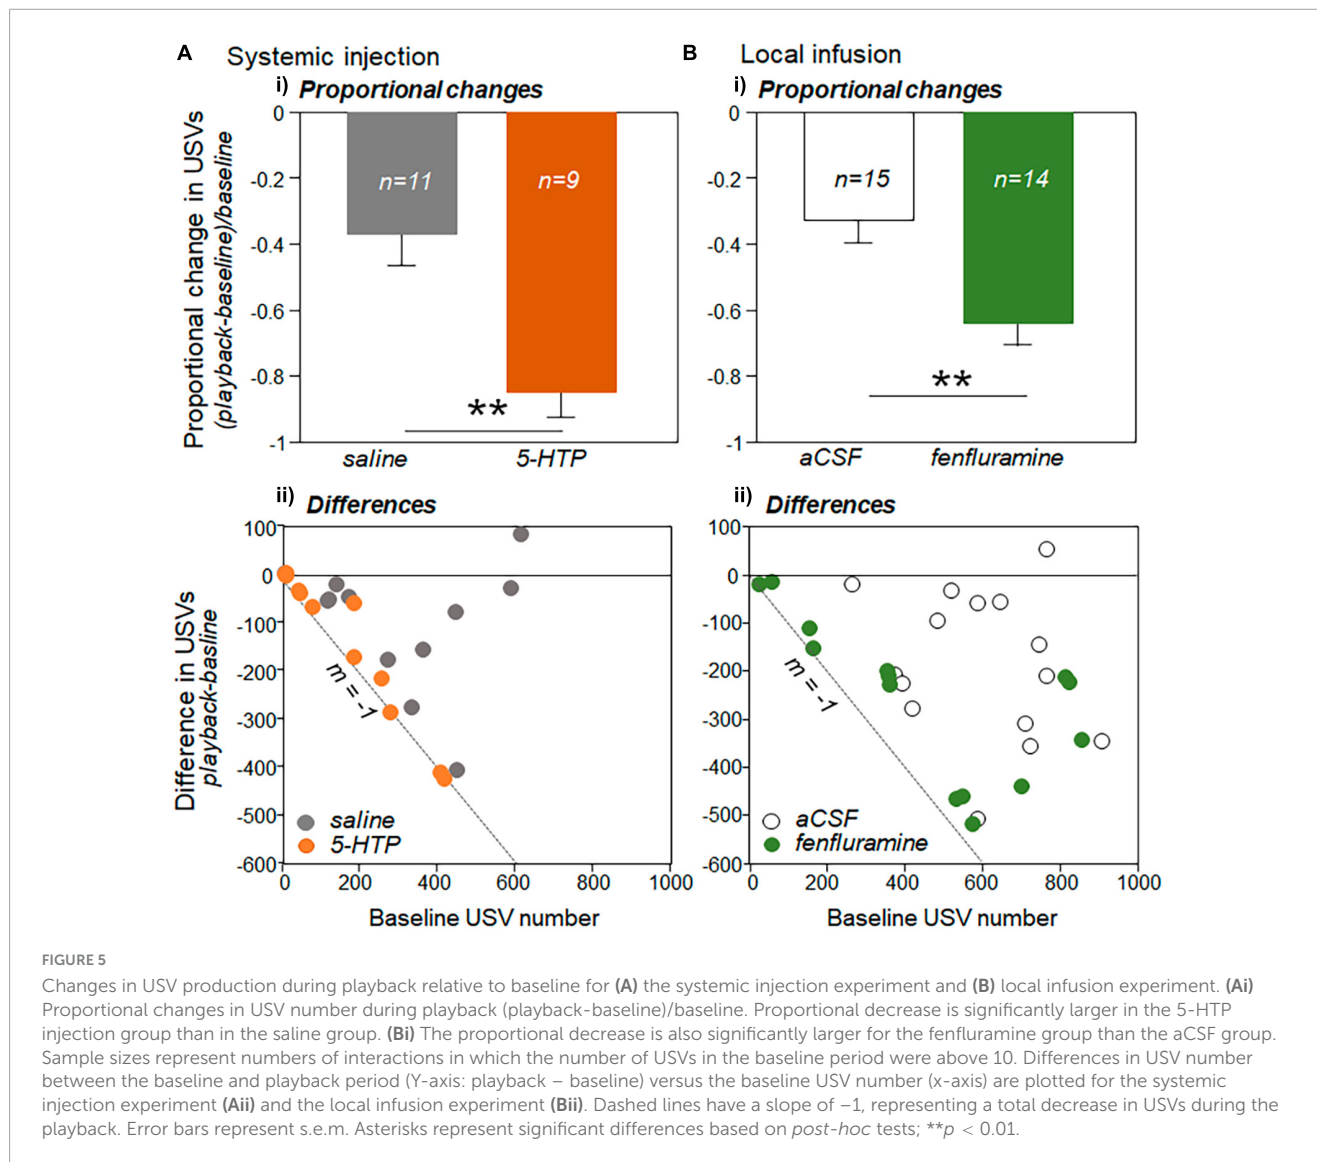 A Systemic injection
i) Proportional changes
Proportional change in USVs
(playback-baseline)/baseline
0
-0.2
-0.4
-0.6
-0.8
-1
n=11
n=9
**
saline
5-HTP
B Local infusion
i) Proportional changes
0
-0.2
-0.4
-0.6
-0.8
-1
n=15
n=14
**
aCSF
fenfluramine
ii) Differences
Difference in USVs
playback-basline
100
0
-100
-200
-300
-400
-500
-600
m = -1
saline
5-HTP
0 200 400 600 800 1000
Baseline USV number
ii) Differences
100
0
-100
-200
-300
-400
-500
-600
m = -1
aCSF
fenfluramine
0 200 400 600 800 1000
Baseline USV number
FIGURE 5
Changes in USV production during playback relative to baseline for (A) the systemic injection experiment and (B) local infusion experiment. (Ai)
Proportional changes in USV number during playback (playback-baseline)/baseline. Proportional decrease is significantly larger in the 5-HTP
injection group than in the saline group. (Bi) The proportional decrease is also significantly larger for the fenfluramine group than the aCSF group.
Sample sizes represent numbers of interactions in which the number of USVs in the baseline period were above 10. Differences in USV number
between the baseline and playback period (Y-axis: playback – baseline) versus the baseline USV number (x-axis) are plotted for the systemic
injection experiment (Aii) and the local infusion experiment (Bii). Dashed lines have a slope of −1, representing a total decrease in USVs during the
playback. Error bars represent s.e.m. Asterisks represent significant differences based on post-hoc tests; **p < 0.01.